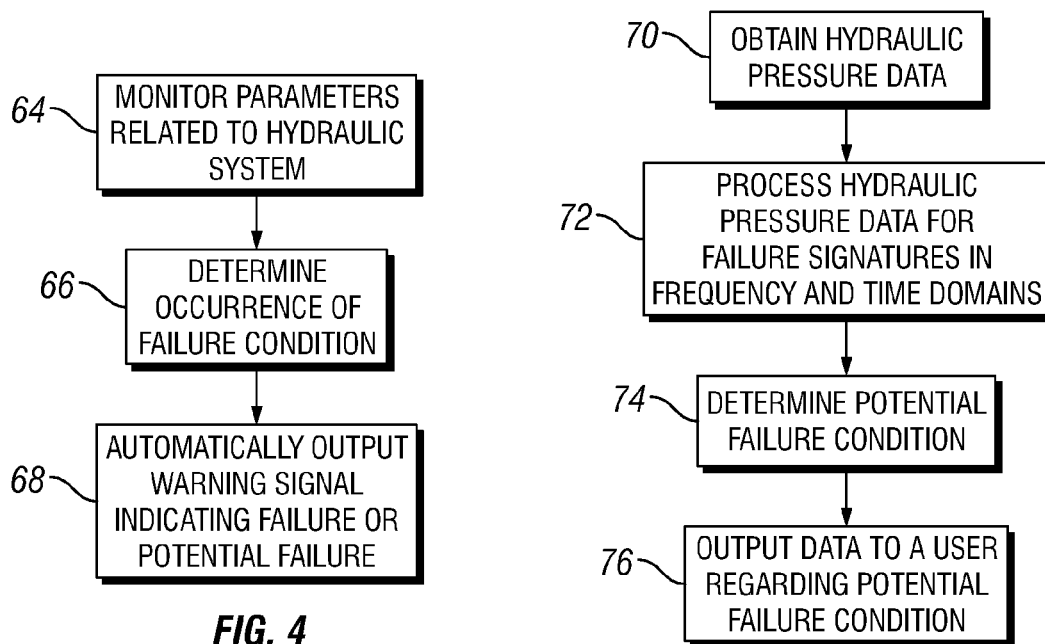 64
MONITOR PARAMETERS
RELATED TO HYDRAULIC
SYSTEM
66
DETERMINE
OCCURRENCE OF
FAILURE CONDITION
68
AUTOMATICALLY OUTPUT
WARNING SIGNAL
INDICATING FAILURE OR
POTENTIAL FAILURE
FIG. 4
70
OBTAIN HYDRAULIC
PRESSURE DATA
72
PROCESS HYDRAULIC
PRESSURE DATA FOR
FAILURE SIGNATURES IN
FREQUENCY AND TIME DOMAINS
74
DETERMINE POTENTIAL
FAILURE CONDITION
76
OUTPUT DATA TO A USER
REGARDING POTENTIAL
FAILURE CONDITION